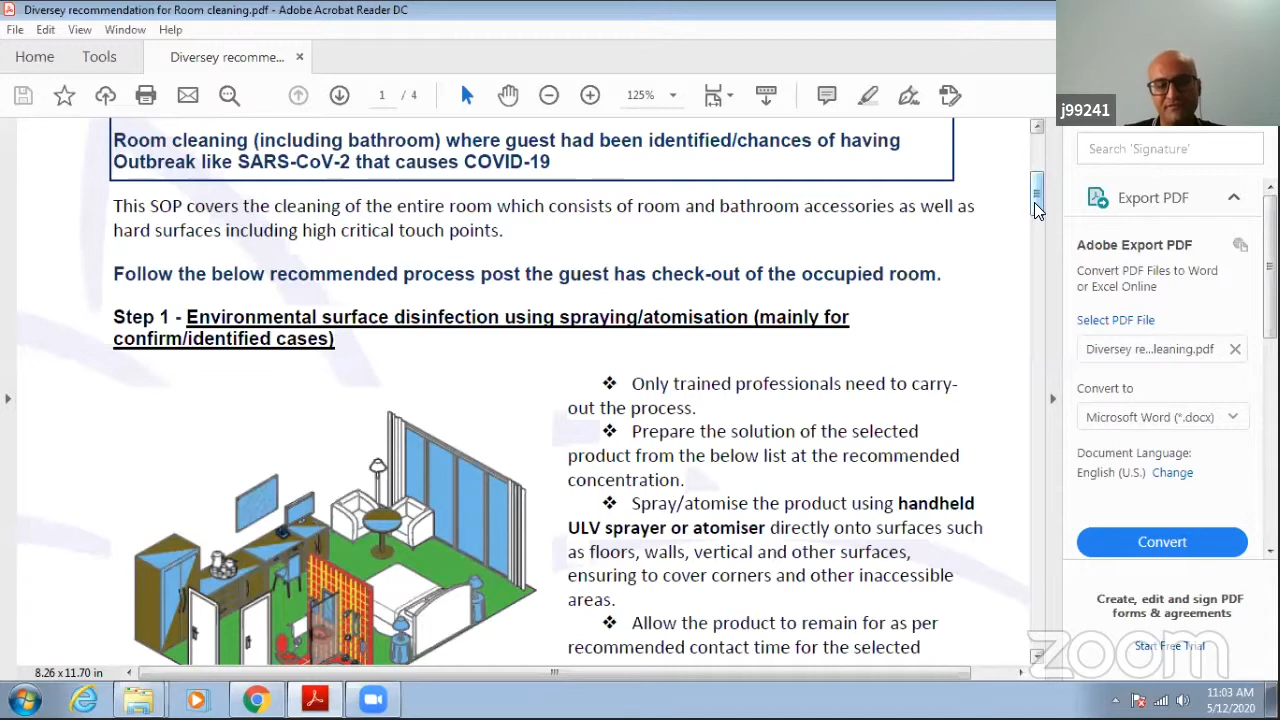 Diversey recommendation for Room cleaning.pdf - Adobe Acrobat Reader DC
File Edit View Window Help
Home Tools Diversey recomme... ×
1 / 4 125%
j99241
Room cleaning (including bathroom) where guest had been identified/chances of having
Outbreak like SARS-CoV-2 that causes COVID-19
This SOP covers the cleaning of the entire room which consists of room and bathroom accessories as well as
hard surfaces including high critical touch points.
Follow the below recommended process post the guest has check-out of the occupied room.
Step 1 - Environmental surface disinfection using spraying/atomisation (mainly for
confirm/identified cases)
❖ Only trained professionals need to carry-
out the process.
❖ Prepare the solution of the selected
product from the below list at the recommended
concentration.
❖ Spray/atomise the product using handheld
ULV sprayer or atomiser directly onto surfaces such
as floors, walls, vertical and other surfaces,
ensuring to cover corners and other inaccessible
areas.
❖ Allow the product to remain for as per
recommended contact time for the selected
8.26 x 11.70 in
Search 'Signature'
Export PDF
Adobe Export PDF
Convert PDF Files to Word
or Excel Online
Select PDF File
Diversey re...leaning.pdf
Convert to
Microsoft Word (*.docx)
Document Language:
English (U.S.) Change
Convert
Create, edit and sign PDF
forms & agreements
Start Free Trial
zoom
11:03 AM
5/12/2020